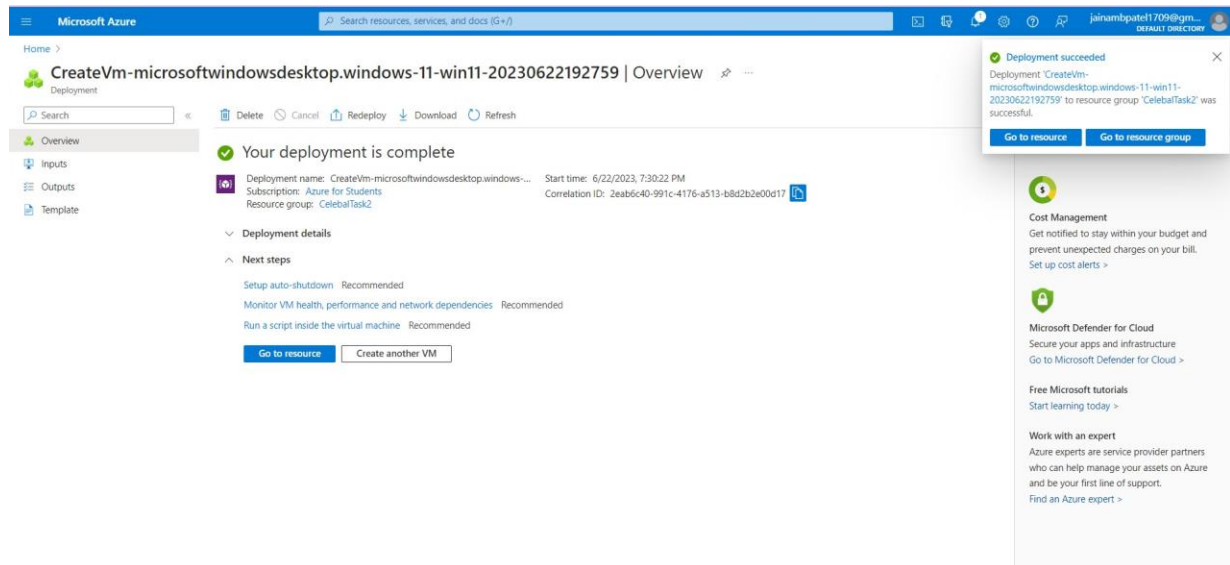 Microsoft Azure
Search resources, services, and docs (G+/)
1
jainambpatel1709@gm...
DEFAULT DIRECTORY
Home >
CreateVm-microsoftwindowsdesktop.windows-11-win11-20230622192759 | Overview
Deployment
Search
Overview
Inputs
Outputs
Template
Delete Cancel Redeploy Download Refresh
Your deployment is complete
Deployment name: CreateVm-microsoftwindowsdesktop.windows-...
Subscription: Azure for Students
Resource group: CelebalTask2
Start time: 6/22/2023, 7:30:22 PM
Correlation ID: 2eab6c40-991c-4176-a513-b8d2b2e00d17
Deployment details
Next steps
Setup auto-shutdown Recommended
Monitor VM health, performance and network dependencies Recommended
Run a script inside the virtual machine Recommended
Go to resource Create another VM
Deployment succeeded
Deployment 'CreateVm-
microsoftwindowsdesktop.windows-11-win11-
20230622192759' to resource group 'CelebalTask2' was
successful.
Go to resource Go to resource group
Cost Management
Get notified to stay within your budget and
prevent unexpected charges on your bill.
Set up cost alerts >
Microsoft Defender for Cloud
Secure your apps and infrastructure
Go to Microsoft Defender for Cloud >
Free Microsoft tutorials
Start learning today >
Work with an expert
Azure experts are service provider partners
who can help manage your assets on Azure
and be your first line of support.
Find an Azure expert >